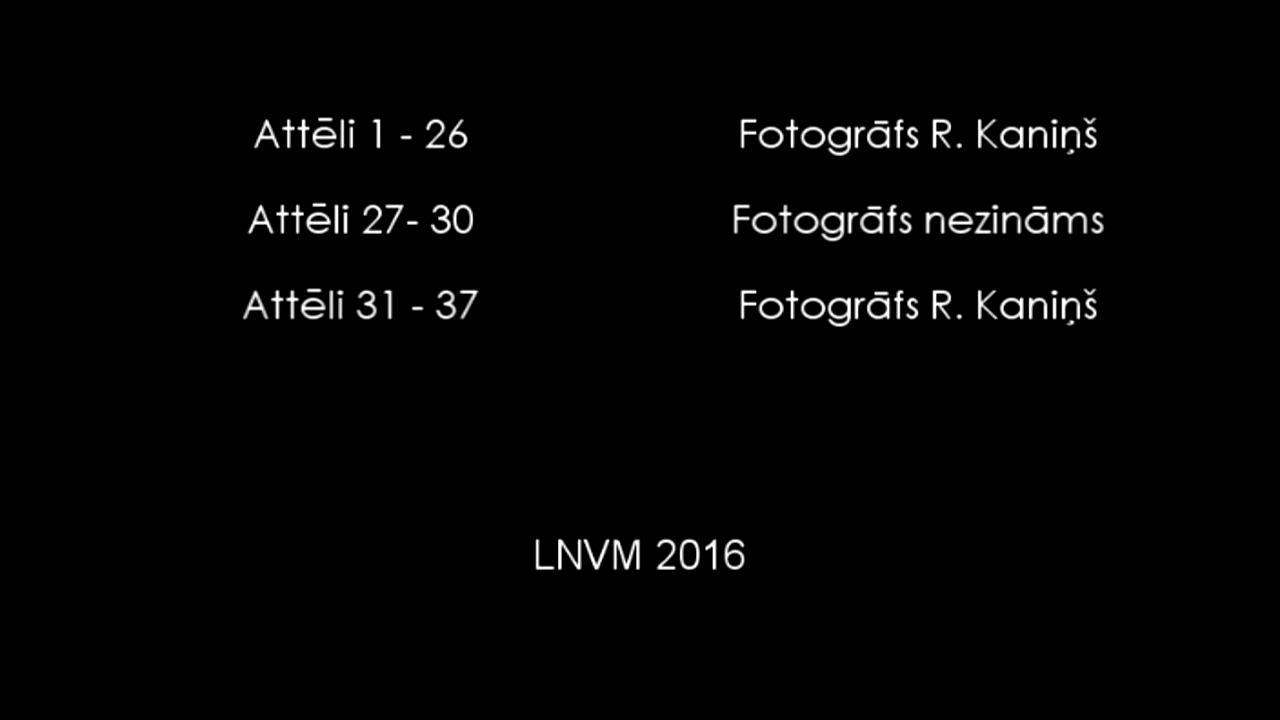 Attēli 1 - 26 Fotogrāfs R. Kaniņš
Attēli 27- 30 Fotogrāfs nezināms
Attēli 31 - 37 Fotogrāfs R. Kaniņš
LNVM 2016